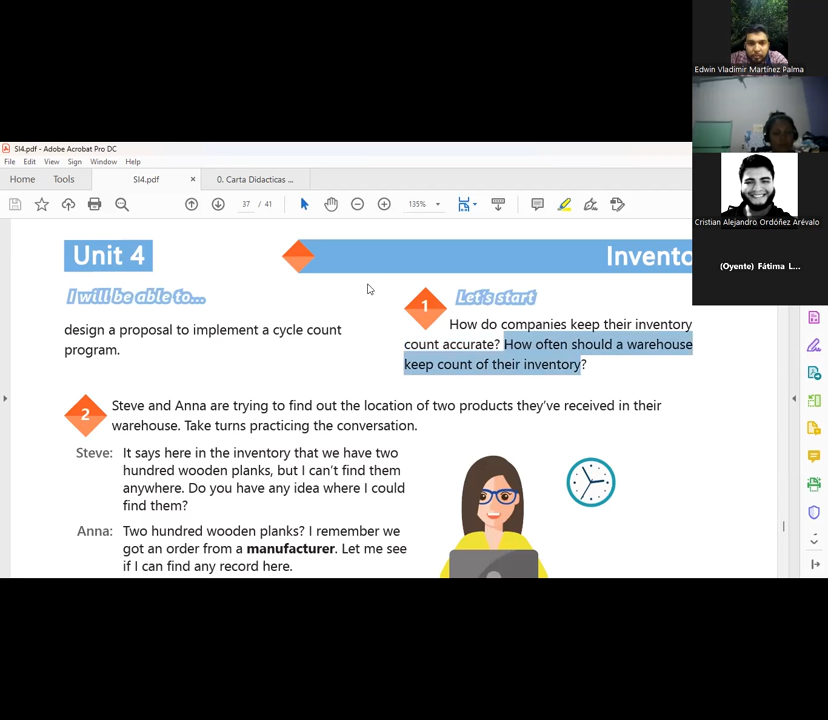 SI4.pdf - Adobe Acrobat Pro DC
File Edit View Sign Window Help
Home Tools SI4.pdf × 0. Carta Didacticas ...
37 / 41 135%
Unit 4
Invento
I will be able to...
design a proposal to implement a cycle count
program.
1 Let's start
How do companies keep their inventory
count accurate? How often should a warehouse
keep count of their inventory?
2 Steve and Anna are trying to find out the location of two products they've received in their
warehouse. Take turns practicing the conversation.
Steve: It says here in the inventory that we have two
hundred wooden planks, but I can't find them
anywhere. Do you have any idea where I could
find them?
Anna: Two hundred wooden planks? I remember we
got an order from a manufacturer. Let me see
if I can find any record here.
Edwin Vladimir Martínez Palma
Cristian Alejandro Ordóñez Arévalo
(Oyente) Fátima L...